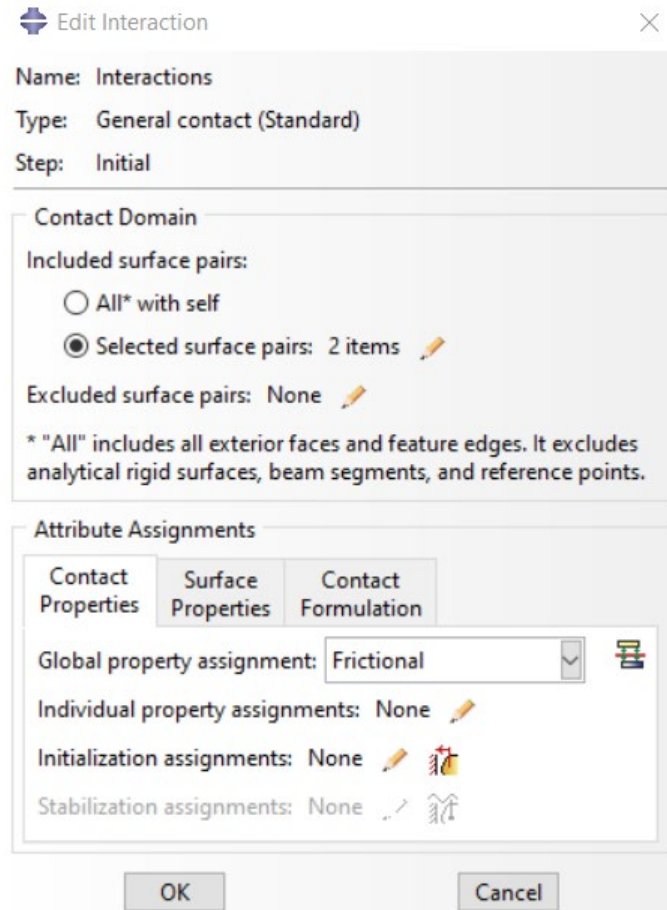 Edit Interaction
Name: Interactions
Type: General contact (Standard)
Step: Initial
Contact Domain
Included surface pairs:
All* with self
Selected surface pairs: 2 items
Excluded surface pairs: None
* "All" includes all exterior faces and feature edges. It excludes
analytical rigid surfaces, beam segments, and reference points.
Attribute Assignments
Contact Properties
Surface Properties
Contact Formulation
Global property assignment: Frictional
Individual property assignments: None
Initialization assignments: None
Stabilization assignments: None
OK Cancel